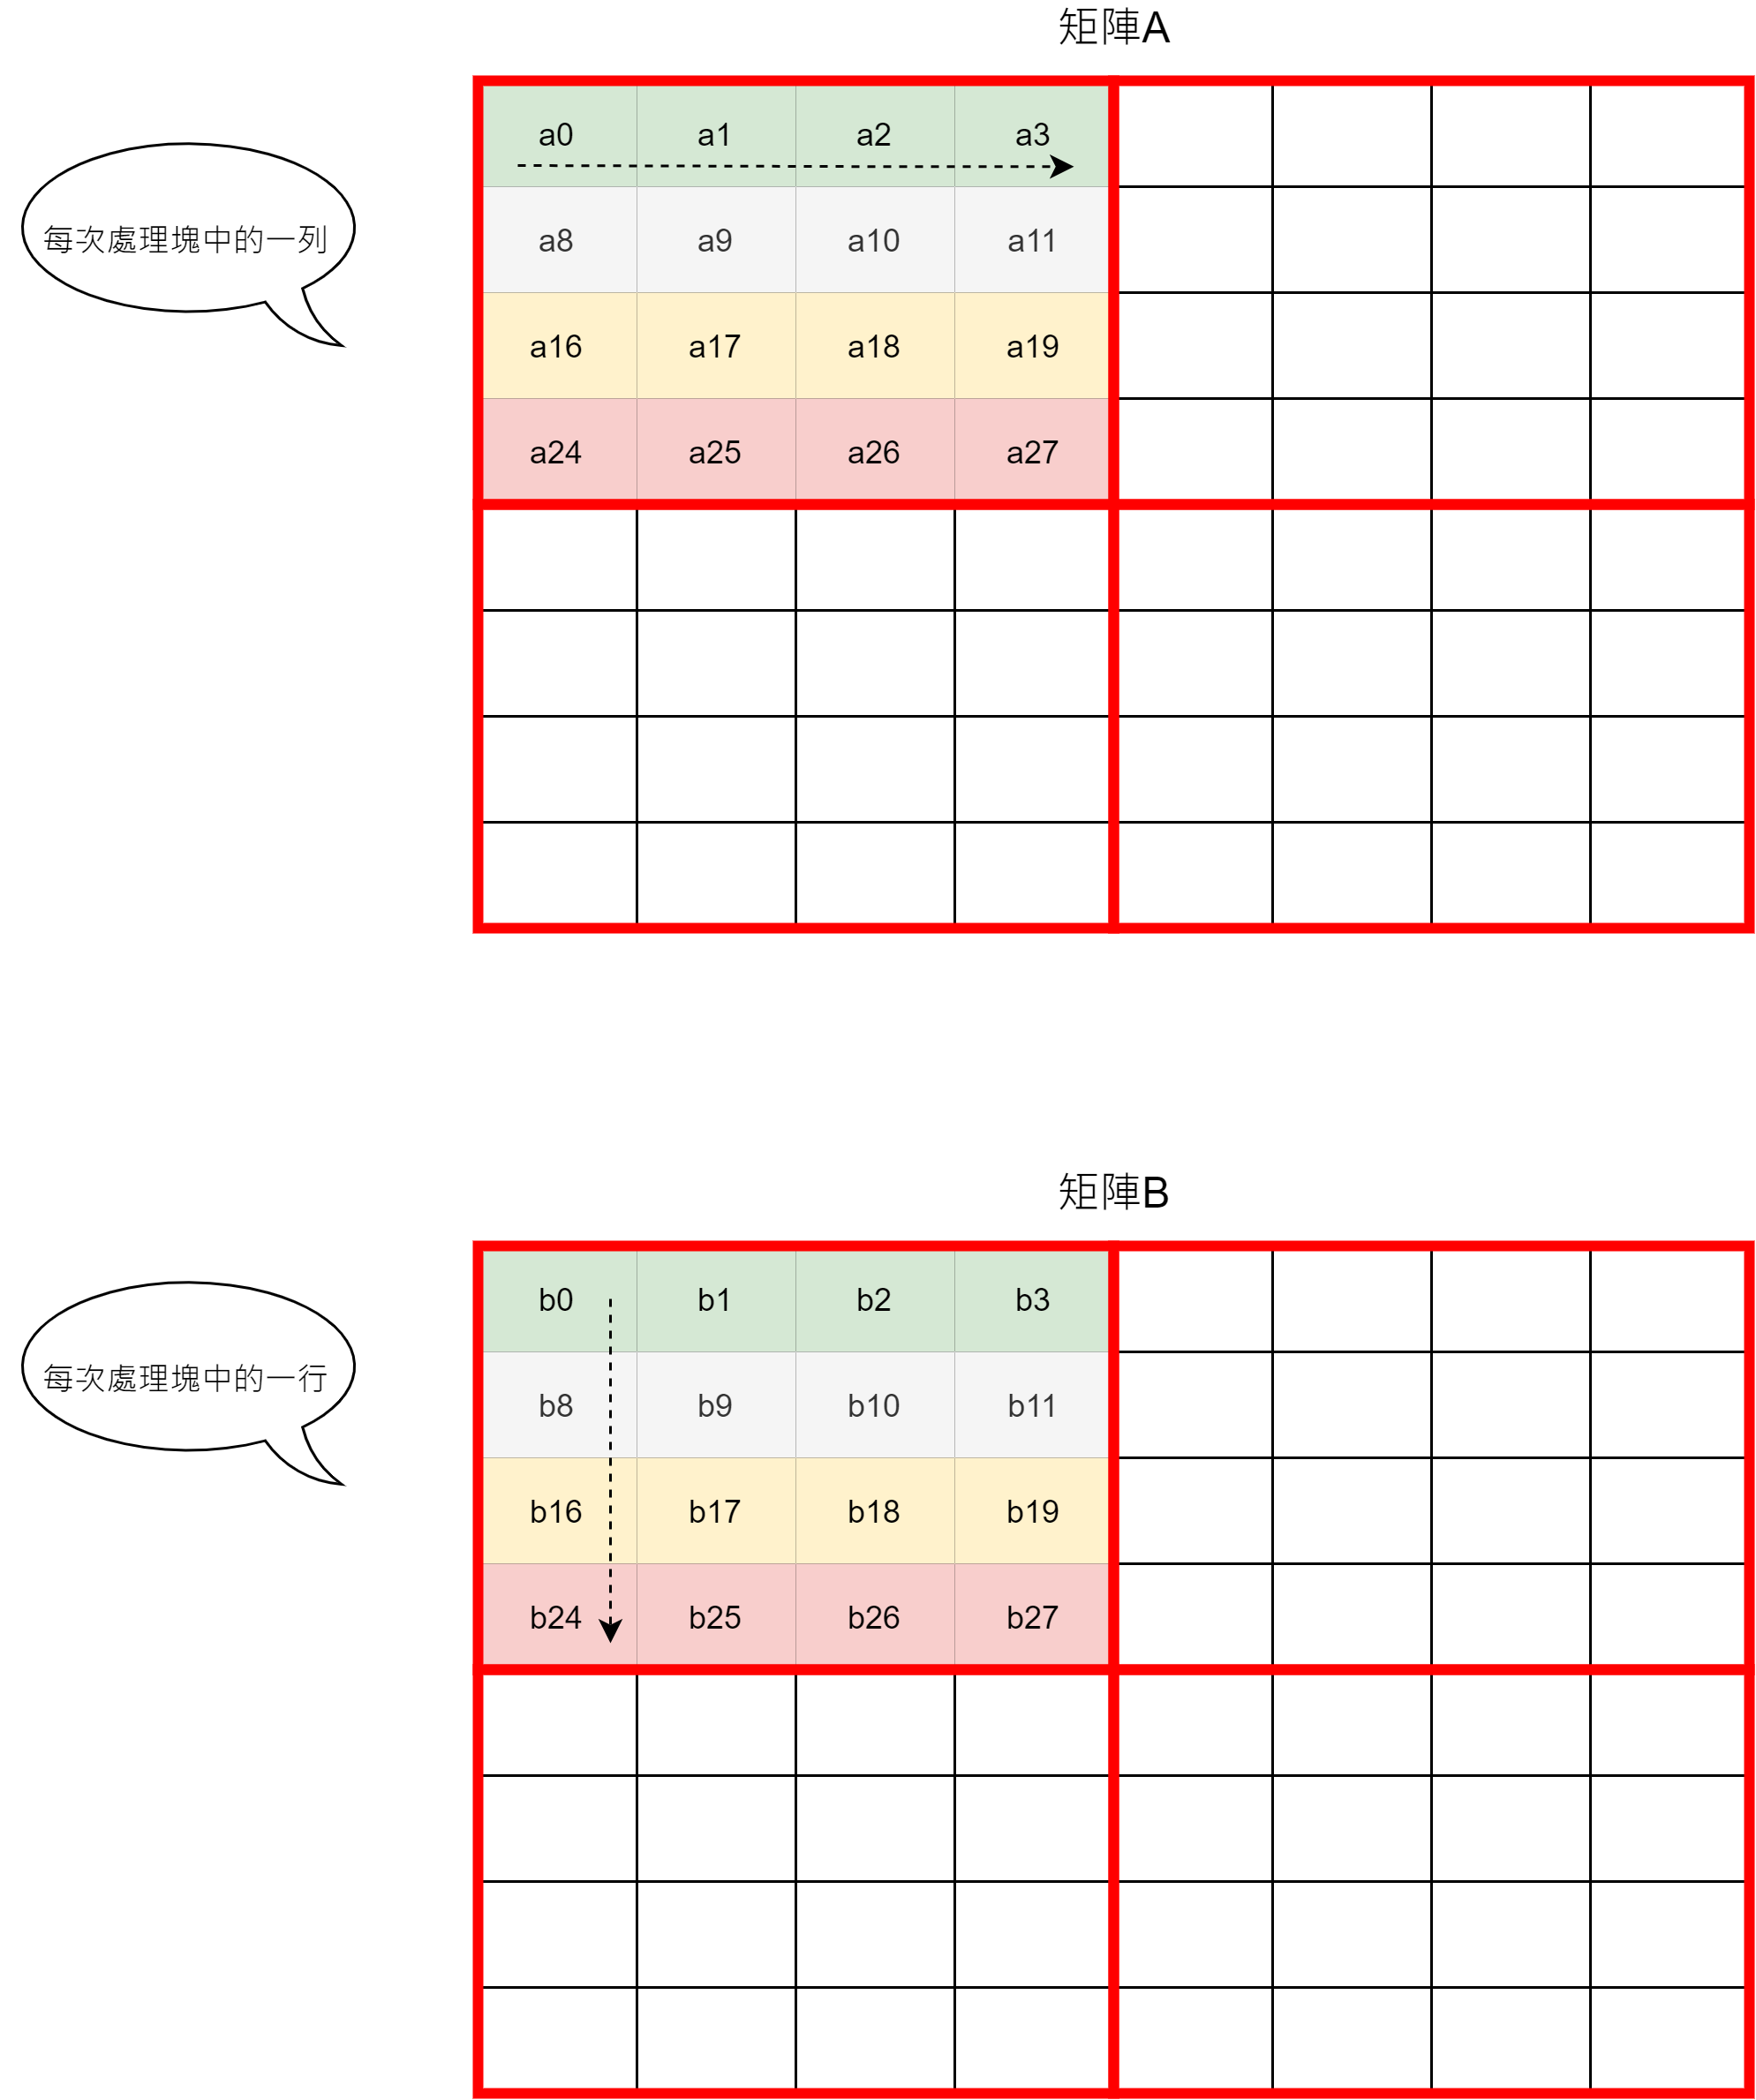 矩陣A
每次處理塊中的一列
a0 a1 a2 a3
a8 a9 a10 a11
a16 a17 a18 a19
a24 a25 a26 a27
矩陣B
每次處理塊中的一行
b0 b1 b2 b3
b8 b9 b10 b11
b16 b17 b18 b19
b24 b25 b26 b27